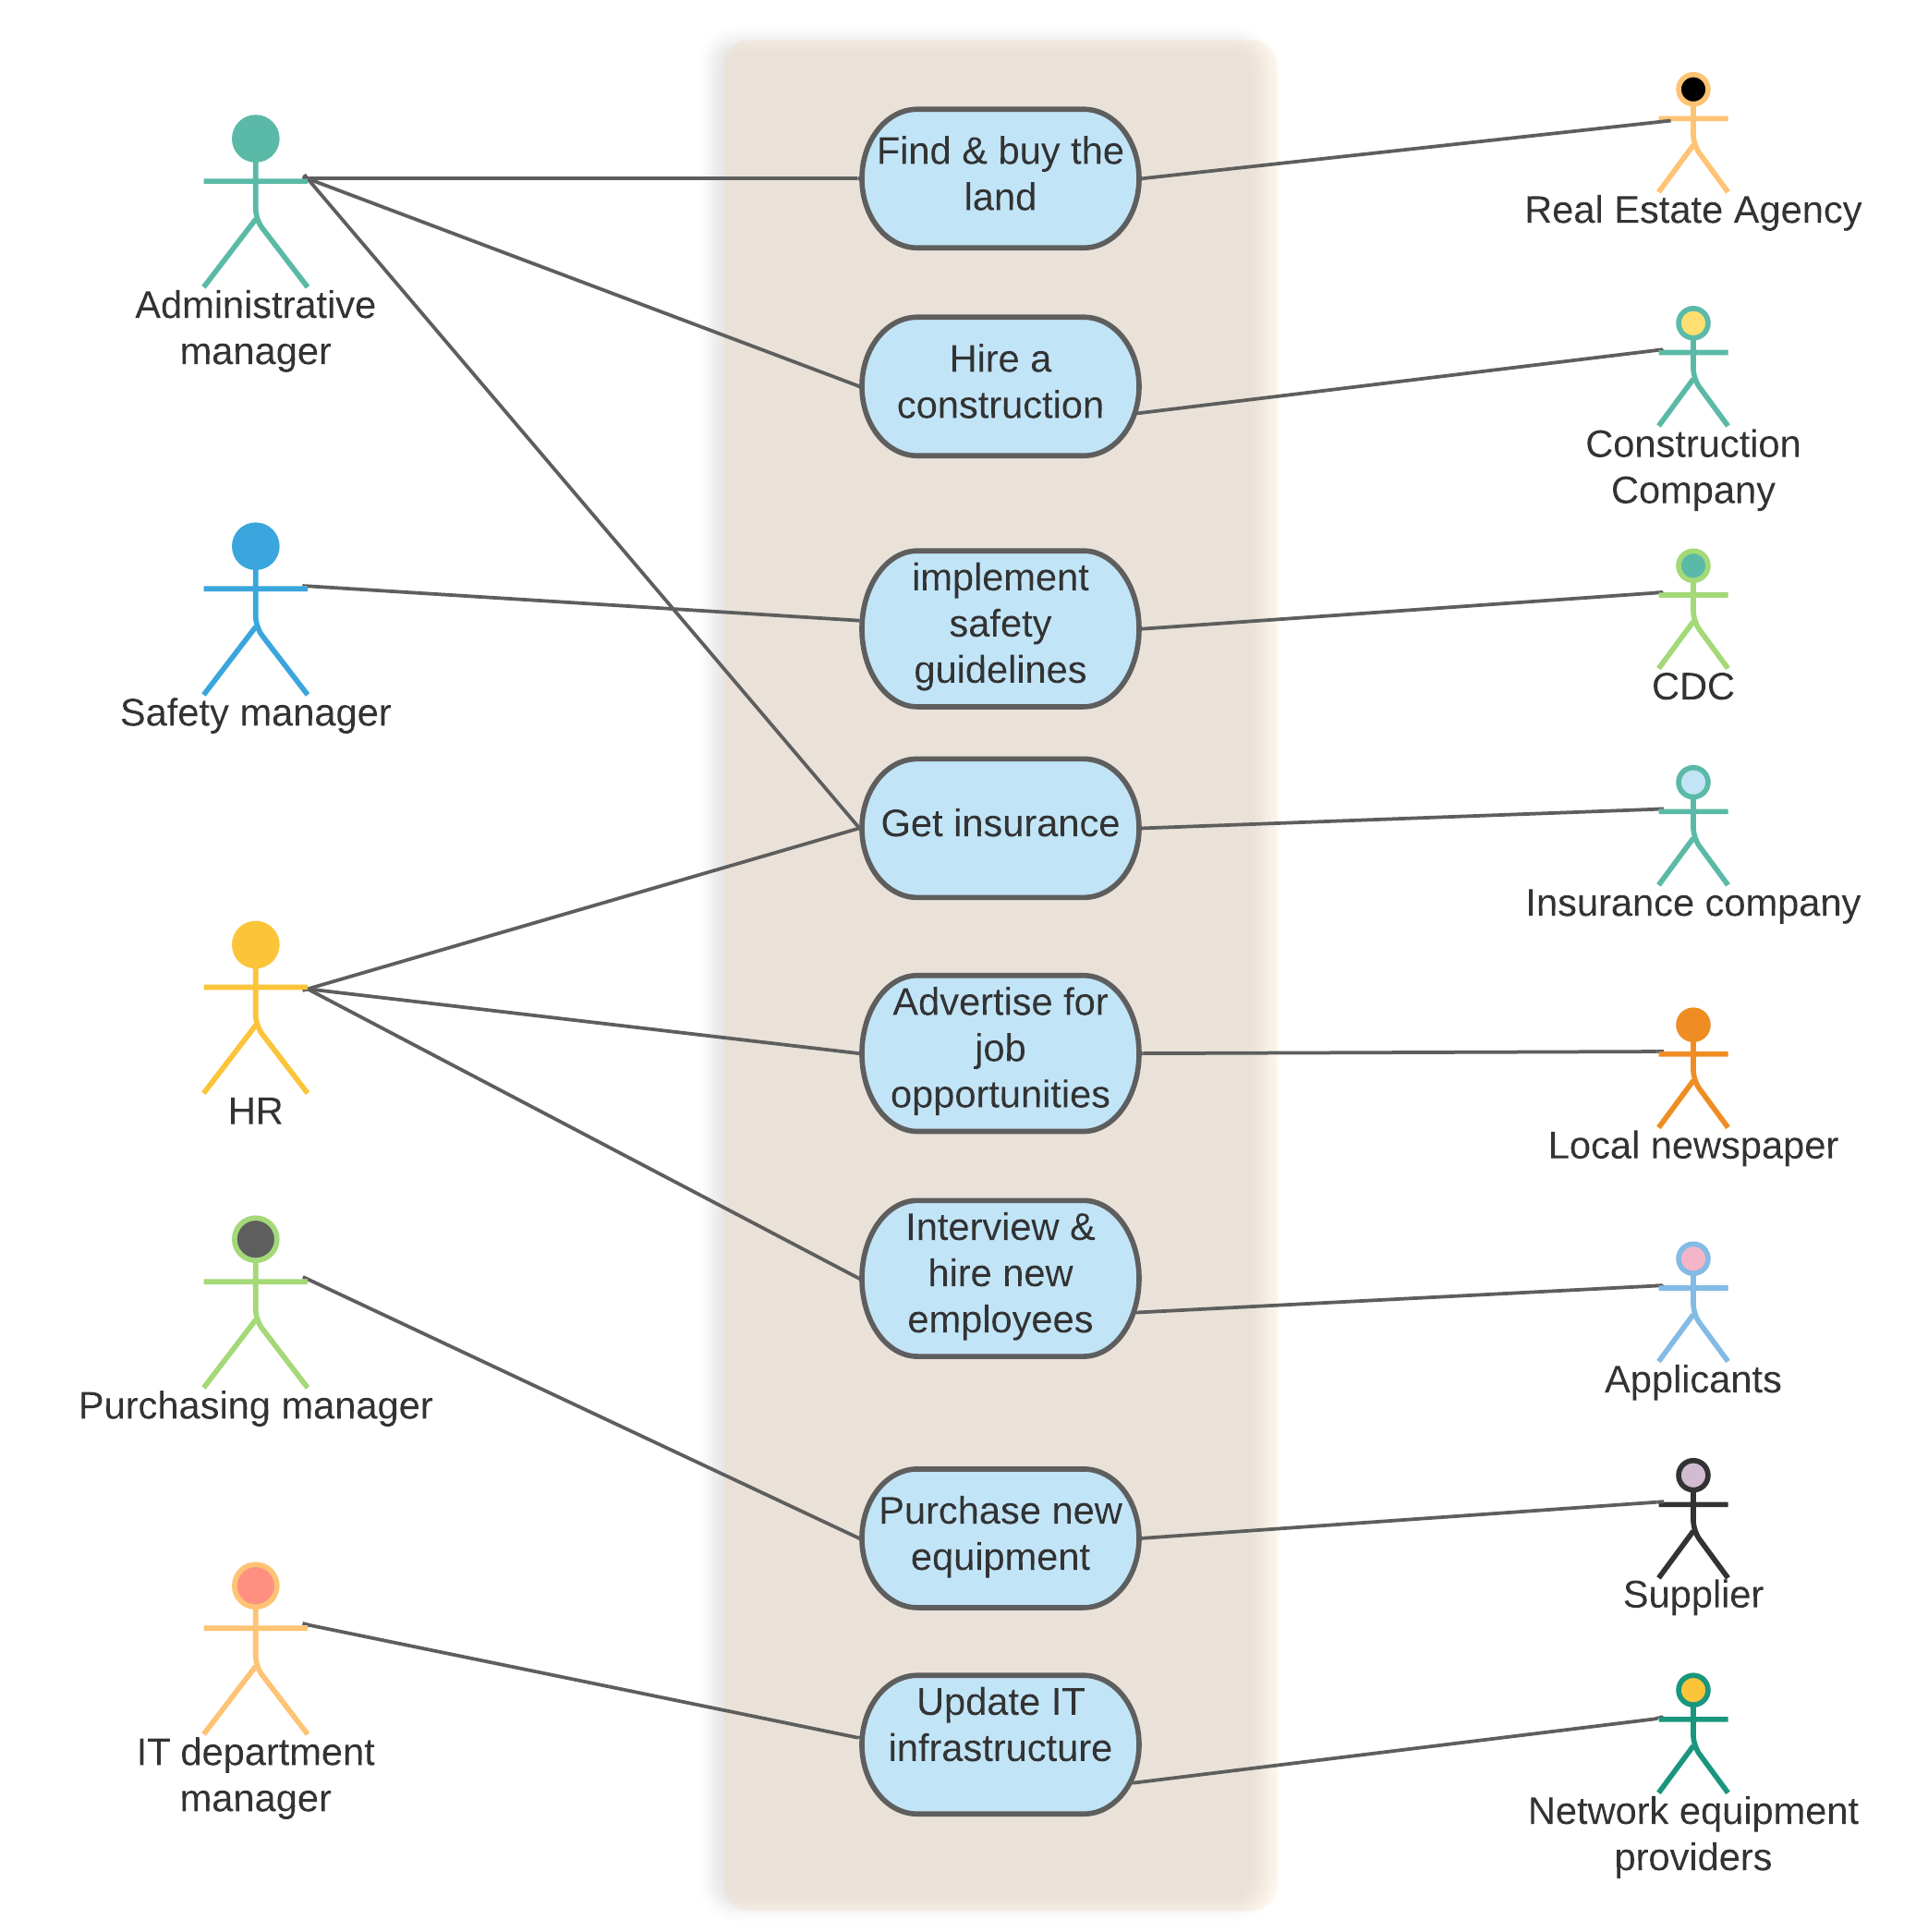 Administrative
manager
Safety manager
HR
Purchasing manager
IT department
manager
Find & buy the
land
Hire a
construction
implement
safety
guidelines
Get insurance
Advertise for
job
opportunities
Interview &
hire new
employees
Purchase new
equipment
Update IT
infrastructure
Real Estate Agency
Construction
Company
CDC
Insurance company
Local newspaper
Applicants
Supplier
Network equipment
providers